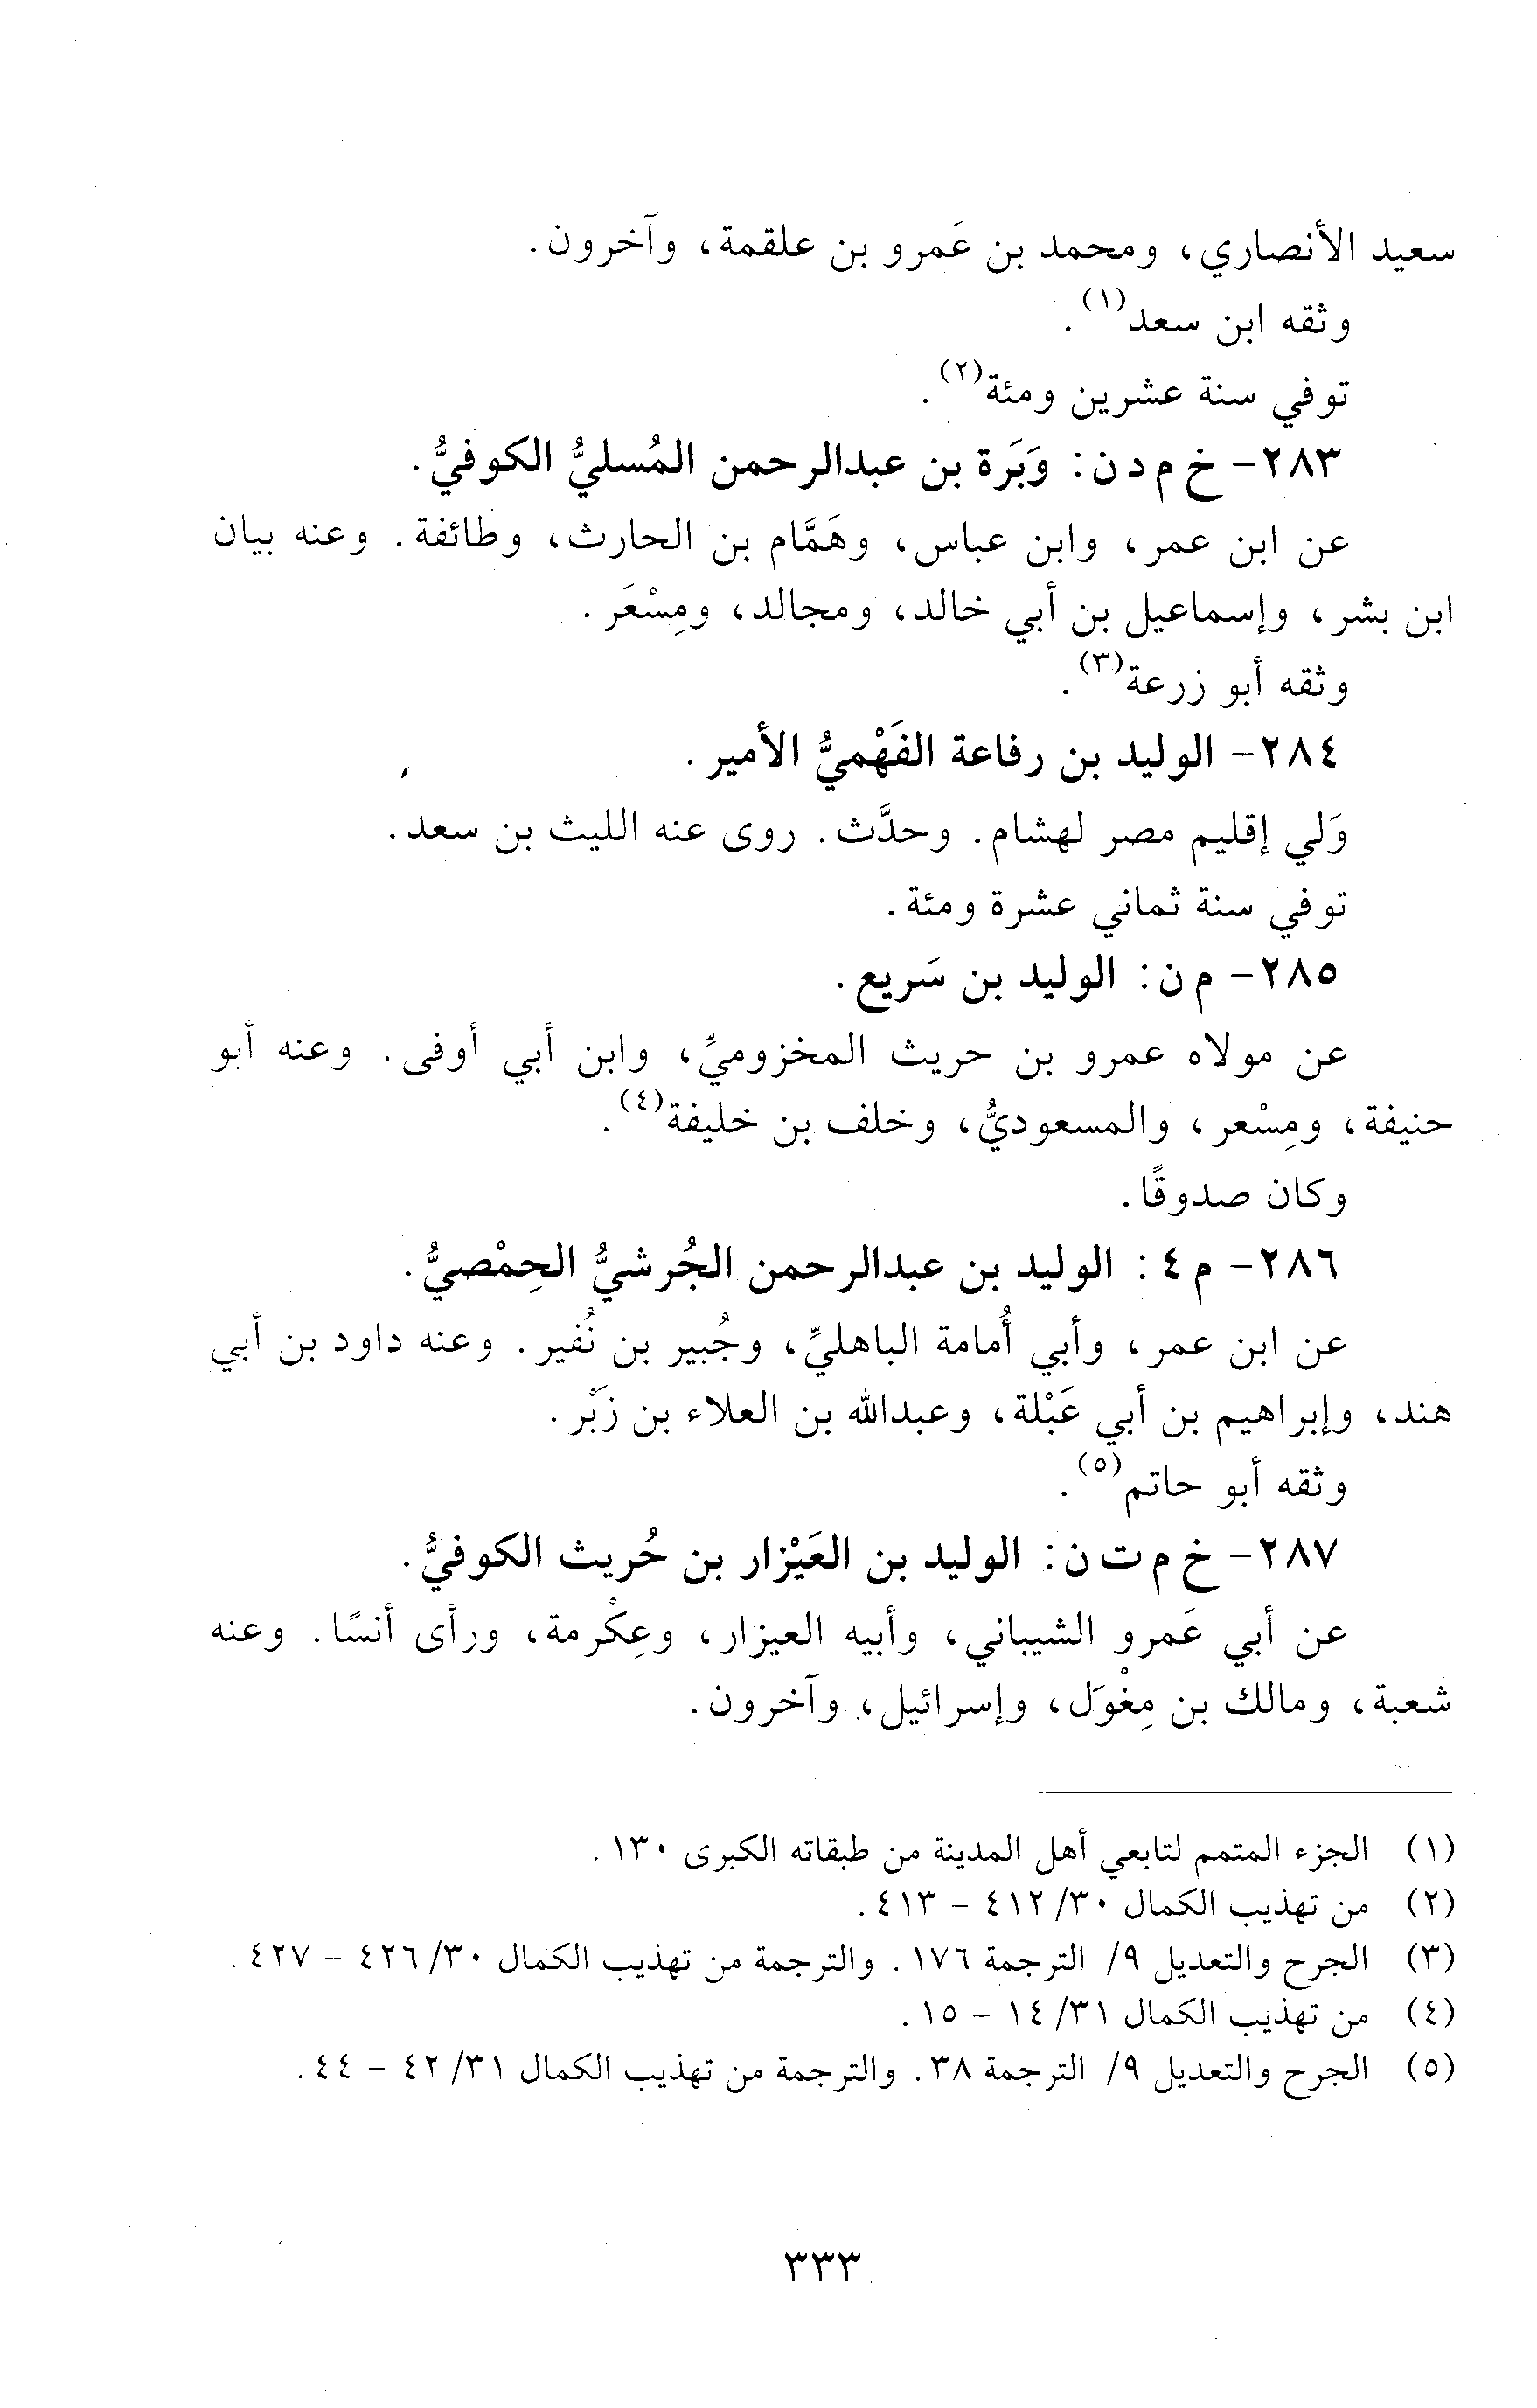 سعيد الأنصاري، ومحمد بن عَمرو بن علقمة، وآخرون.
وثقه ابن سعد(١).
توفي سنة عشرين ومئة(٢).
٢٨٣- خ م د ن: وَبَرة بن عبدالرحمن المُسليُّ الكوفيُّ.
عن ابن عمر، وابن عباس، وهَمَّام بن الحارث، وطائفة. وعنه بيان
ابن بشر، وإسماعيل بن أبي خالد، ومجالد، ومِسْعَر.
وثقه أبو زرعة(٣).
٢٨٤- الوليد بن رفاعة الفَهْميُّ الأمير.
وَلي إقليم مصر لهشام. وحدَّث. روى عنه الليث بن سعد.
توفي سنة ثماني عشرة ومئة.
٢٨٥- م ن: الوليد بن سَريع.
عن مولاه عمرو بن حريث المخزوميِّ، وابن أبي أوفى. وعنه أبو
حنيفة، ومِسْعر، والمسعوديُّ، وخلف بن خليفة(٤).
وكان صدوقًا.
٢٨٦- م ٤: الوليد بن عبدالرحمن الجُرشيُّ الحِمْصيُّ.
عن ابن عمر، وأبي أُمامة الباهليِّ، وجُبير بن نُفير. وعنه داود بن أبي
هند، وإبراهيم بن أبي عَبْلة، وعبدالله بن العلاء بن زَبْر.
وثقه أبو حاتم(٥).
٢٨٧- خ م ت ن: الوليد بن العَيْزار بن حُريث الكوفيُّ.
عن أبي عَمرو الشيباني، وأبيه العيزار، وعِكْرمة، ورأى أنسًا. وعنه
شعبة، ومالك بن مِغْوَل، وإسرائيل، وآخرون.
(١) الجزء المتمم لتابعي أهل المدينة من طبقاته الكبرى ١٣٠.
(٢) من تهذيب الكمال ٣٠/ ٤١٢ - ٤١٣.
(٣) الجرح والتعديل ٩/ الترجمة ١٧٦. والترجمة من تهذيب الكمال ٣٠/ ٤٢٦ - ٤٢٧.
(٤) من تهذيب الكمال ٣١/ ١٤ - ١٥.
(٥) الجرح والتعديل ٩/ الترجمة ٣٨. والترجمة من تهذيب الكمال ٣١/ ٤٢ - ٤٤.
٣٣٣